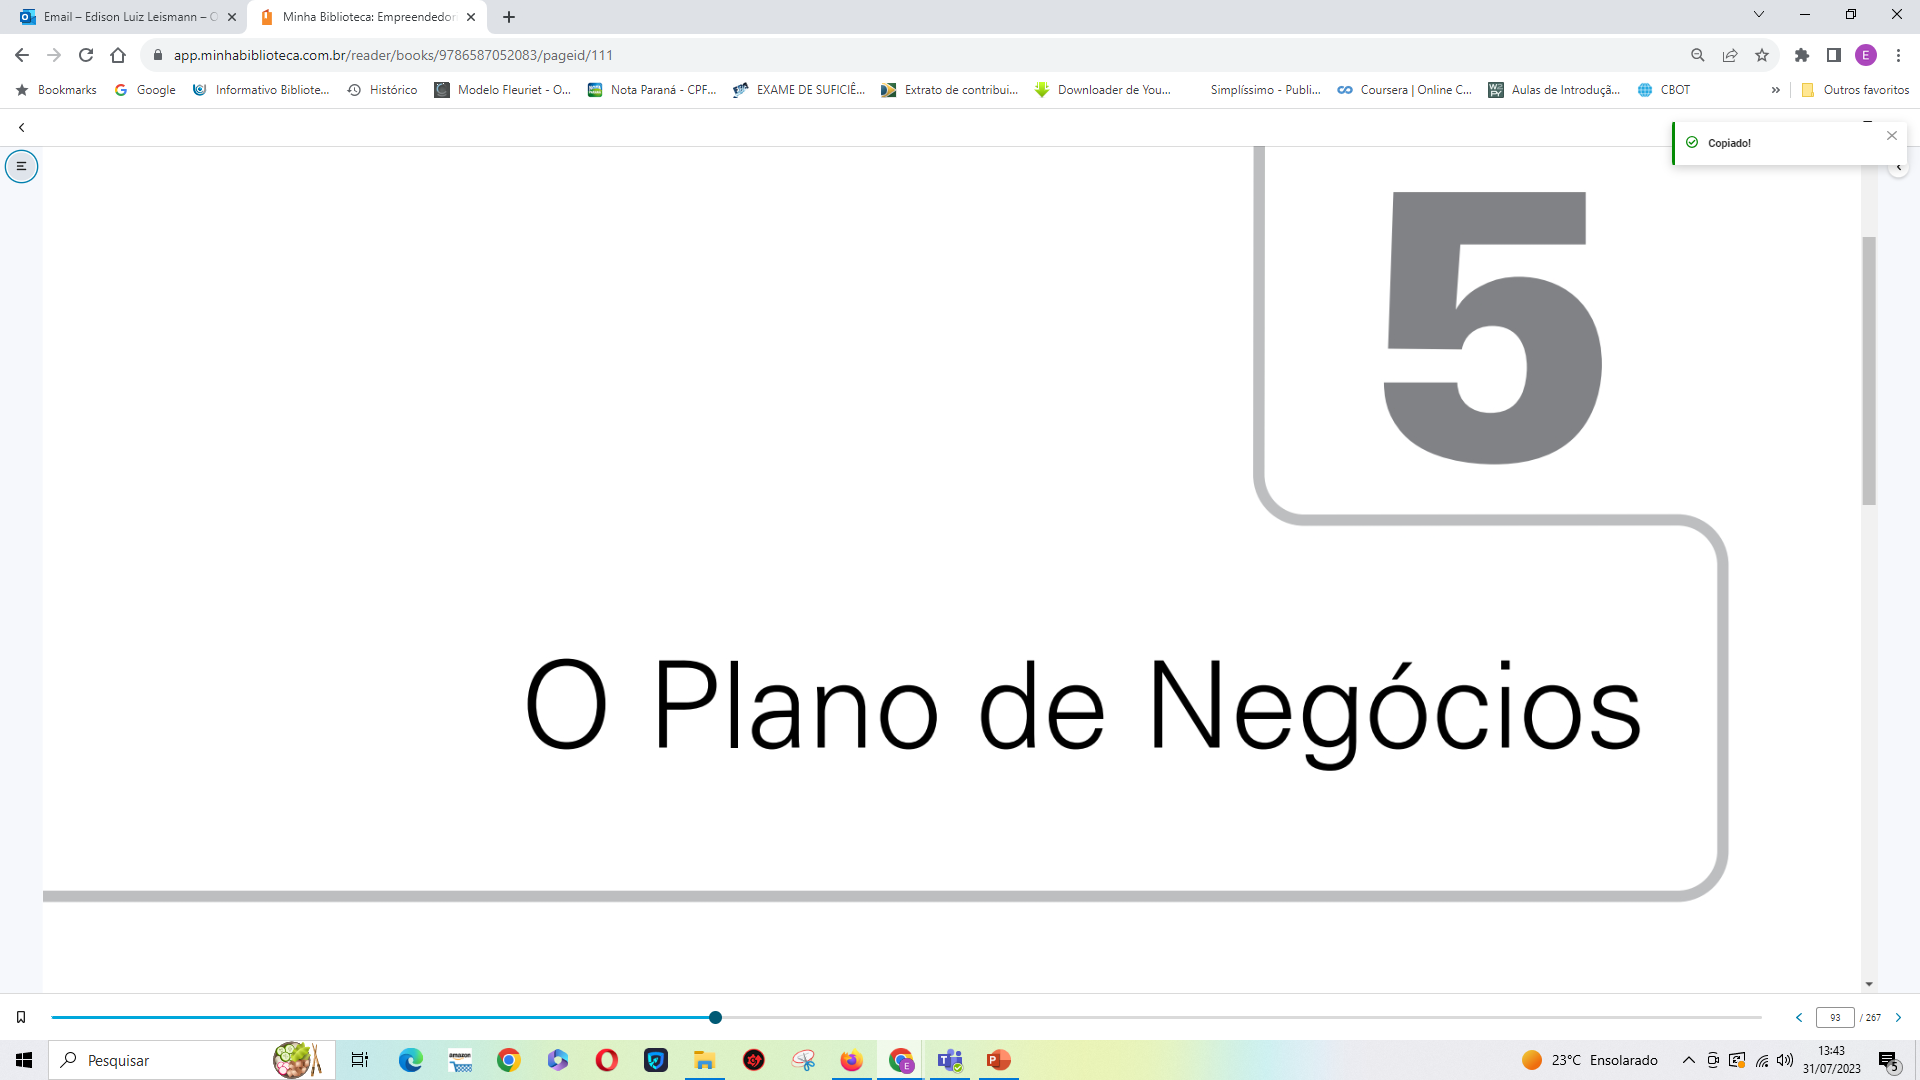 Email – Edison Luiz Leismann – O
Minha Biblioteca: Empreendedor
app.minhabiblioteca.com.br/reader/books/9786587052083/pageid/111
E
Bookmarks
Google
Informativo Bibliote...
Histórico
Modelo Fleuriet - O...
Nota Paraná - CPF...
EXAME DE SUFICIÊ...
Extrato de contribui...
Downloader de You...
Simplíssimo - Publi...
Coursera | Online C...
Aulas de Introduçã...
CBOT
»
Outros favoritos
Copiado!
5
O Plano de Negócios
93 / 267
Pesquisar
amazon
23°C Ensolarado
13:43
31/07/2023
5